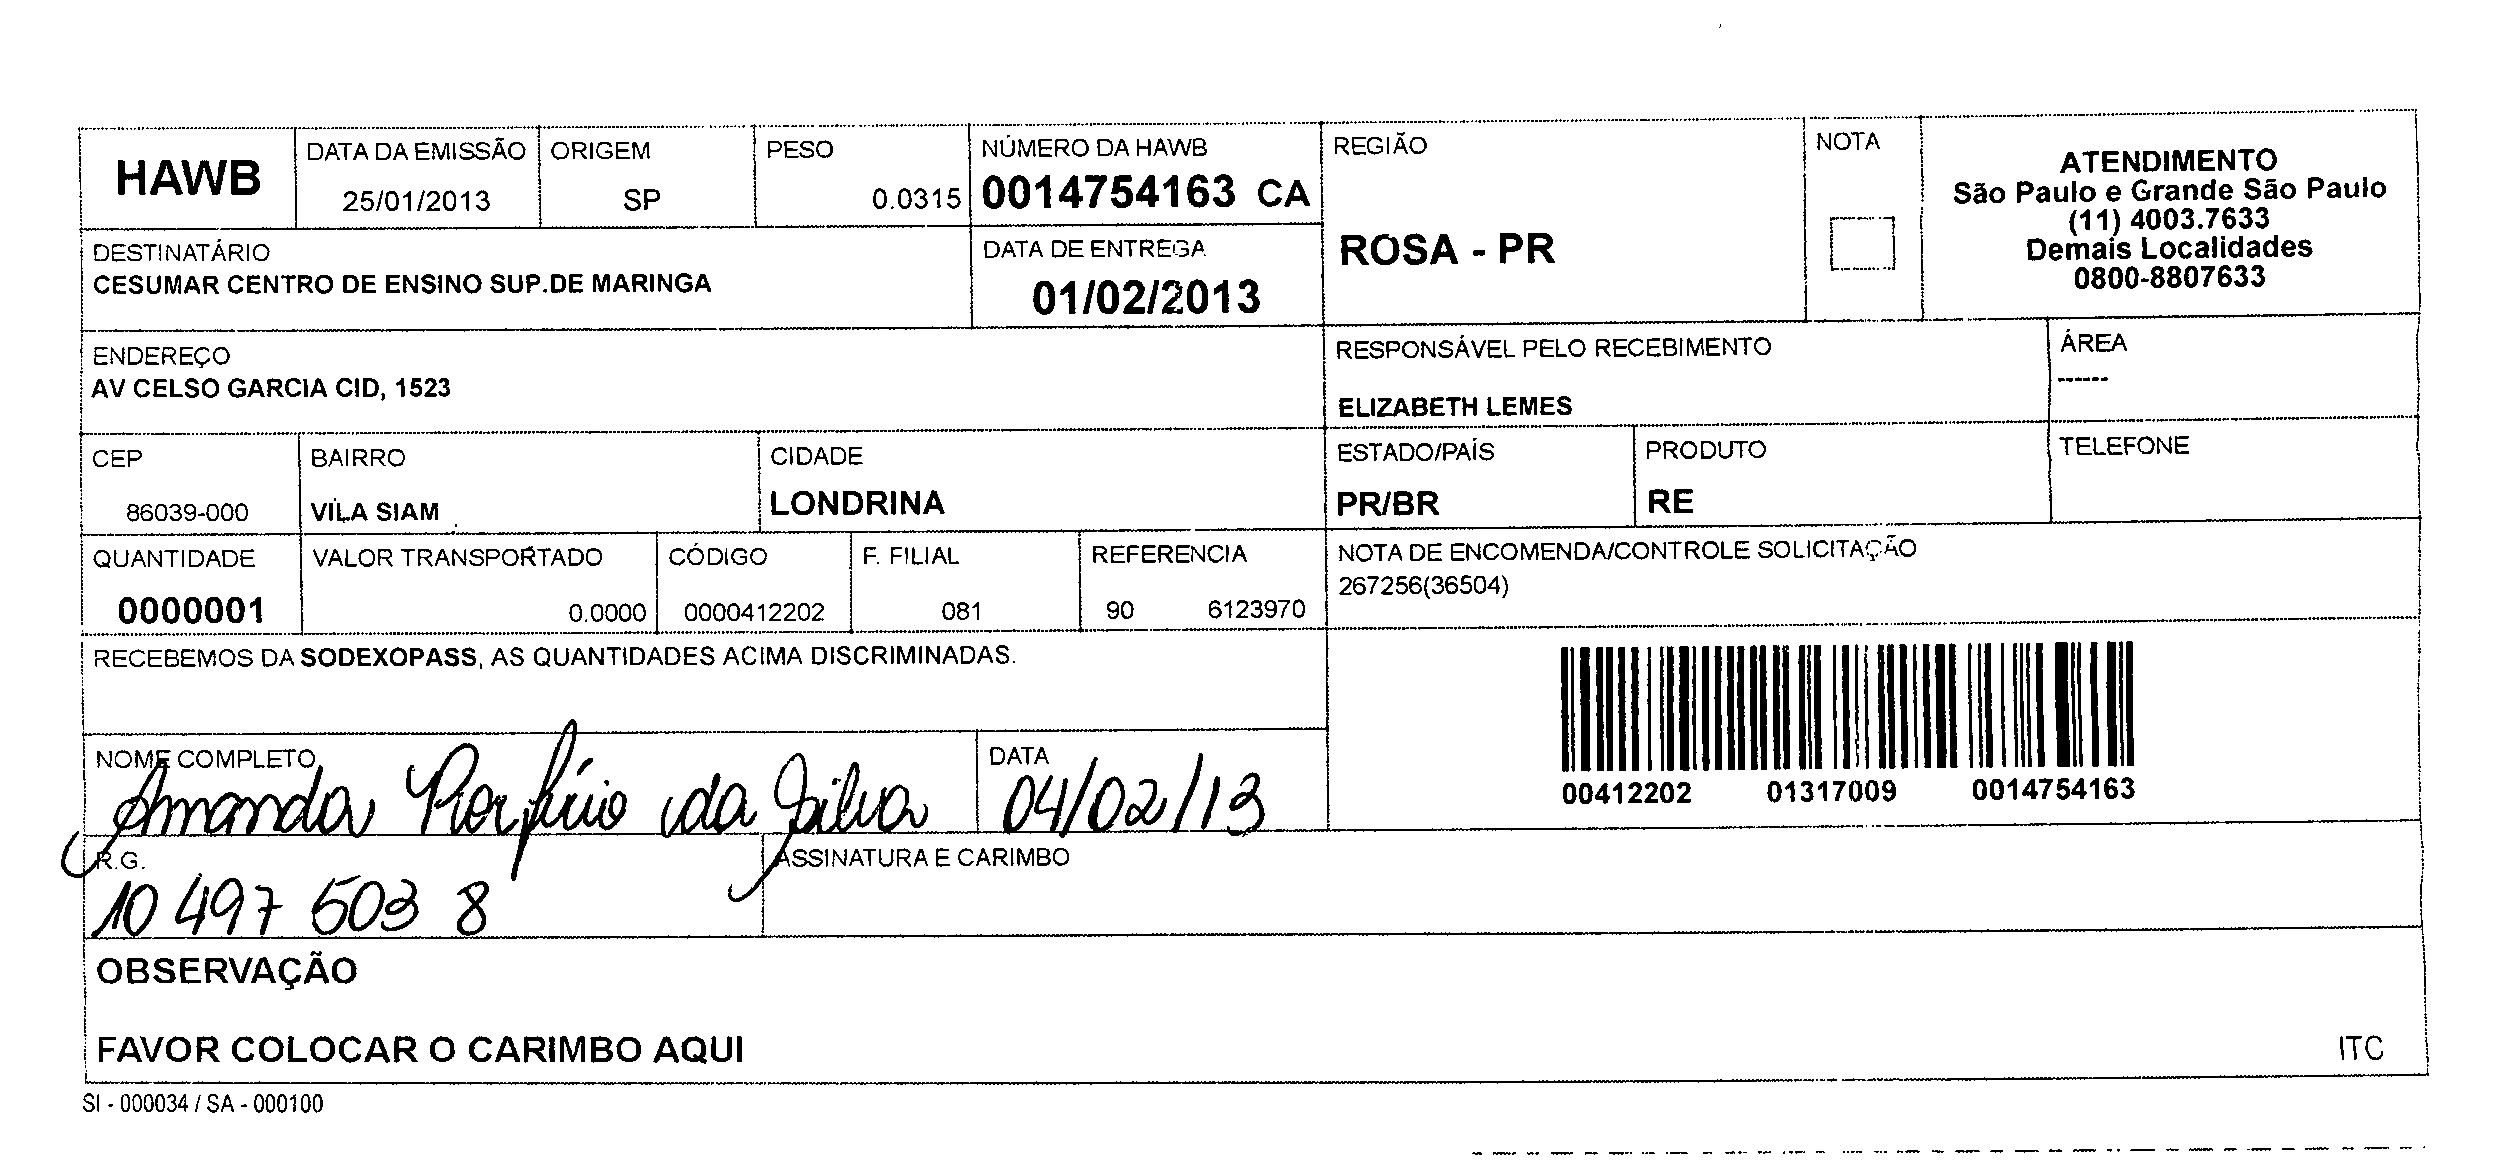 HAWB
DATA DA EMISSÃO
25/01/2013
ORIGEM
SP
PESO
0.0315
NÚMERO DA HAWB
0014754163 CA
REGIÃO
ROSA - PR
NOTA
ATENDIMENTO
São Paulo e Grande São Paulo
(11) 4003.7633
Demais Localidades
0800-8807633
DESTINATÁRIO
CESUMAR CENTRO DE ENSINO SUP.DE MARINGA
DATA DE ENTREGA
01/02/2013
ENDEREÇO
AV CELSO GARCIA CID, 1523
RESPONSÁVEL PELO RECEBIMENTO
ELIZABETH LEMES
ÁREA
------
CEP
86039-000
BAIRRO
VILA SIAM
CIDADE
LONDRINA
ESTADO/PAÍS
PR/BR
PRODUTO
RE
TELEFONE
QUANTIDADE
0000001
VALOR TRANSPORTADO
0.0000
CÓDIGO
0000412202
F. FILIAL
081
REFERENCIA
90 6123970
NOTA DE ENCOMENDA/CONTROLE SOLICITAÇÃO
267256(36504)
RECEBEMOS DA SODEXOPASS, AS QUANTIDADES ACIMA DISCRIMINADAS.
00412202 01317009 0014754163
NOME COMPLETO
Amanda Porfírio da Silva
DATA
04/02/13
R.G.
10 497 503 8
ASSINATURA E CARIMBO
OBSERVAÇÃO
FAVOR COLOCAR O CARIMBO AQUI
ITC
SI - 000034 / SA - 000100